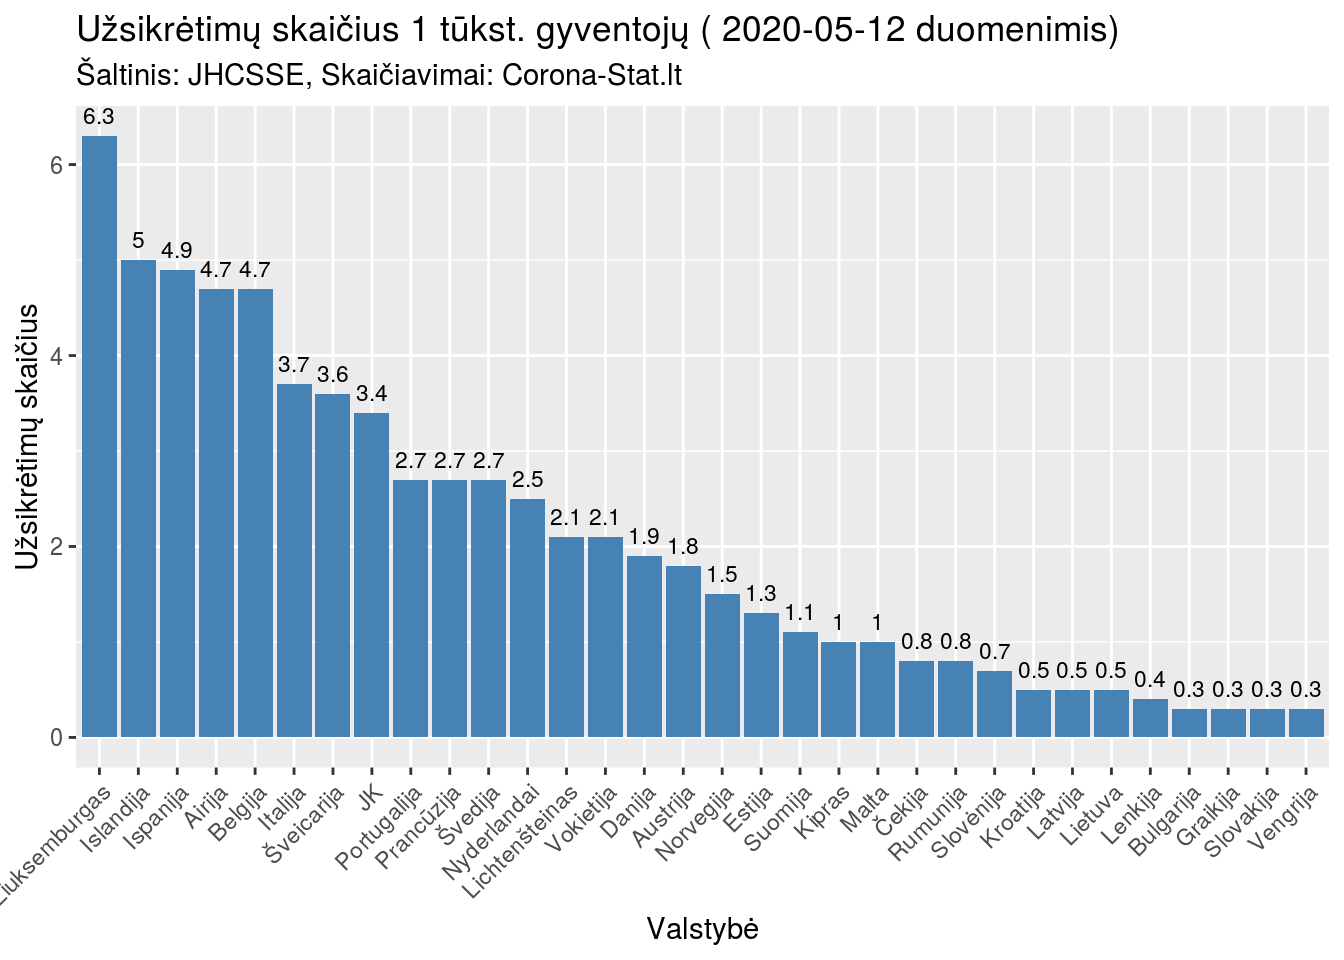 Užsikrėtimų skaičius 1 tūkst. gyventojų ( 2020-05-12 duomenimis)
Šaltinis: JHCSSE, Skaičiavimai: Corona-Stat.lt
Užsikrėtimų skaičius
6
4
2
0
6.3
5
4.9
4.7
4.7
3.7
3.6
3.4
2.7
2.7
2.7
2.5
2.1
2.1
1.9
1.8
1.5
1.3
1.1
1
1
0.8
0.8
0.7
0.5
0.5
0.5
0.4
0.3
0.3
0.3
0.3
Liuksemburgas
Islandija
Ispanija
Airija
Belgija
Italija
Šveicarija
JK
Portugalija
Prancūzija
Švedija
Nyderlandai
Lichtenšteinas
Vokietija
Danija
Austrija
Norvegija
Estija
Suomija
Kipras
Malta
Čekija
Rumunija
Slovėnija
Kroatija
Latvija
Lietuva
Lenkija
Bulgarija
Graikija
Slovakija
Vengrija
Valstybė